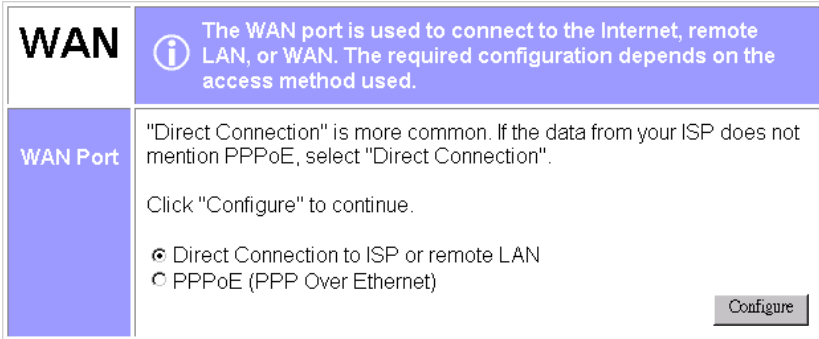 WAN
The WAN port is used to connect to the Internet, remote
LAN, or WAN. The required configuration depends on the
access method used.
WAN Port
"Direct Connection" is more common. If the data from your ISP does not
mention PPPoE, select "Direct Connection".
Click "Configure" to continue.
Direct Connection to ISP or remote LAN
PPPoE (PPP Over Ethernet)
Configure